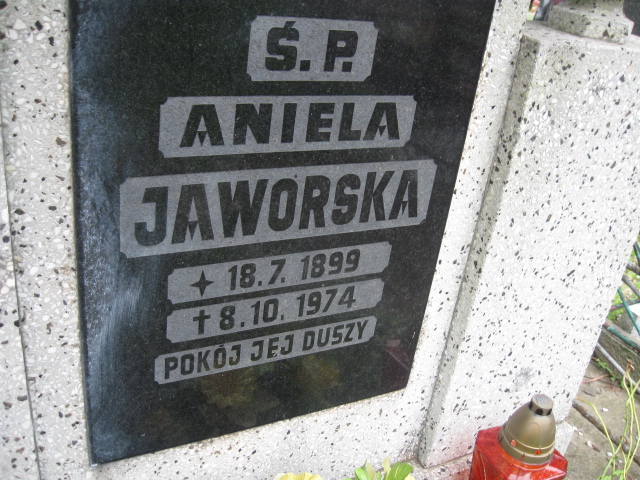 Ś.P.
ANIELA
JAWORSKA
18.7. 1899
✝ 8.10. 1974
POKÓJ JEJ DUSZY